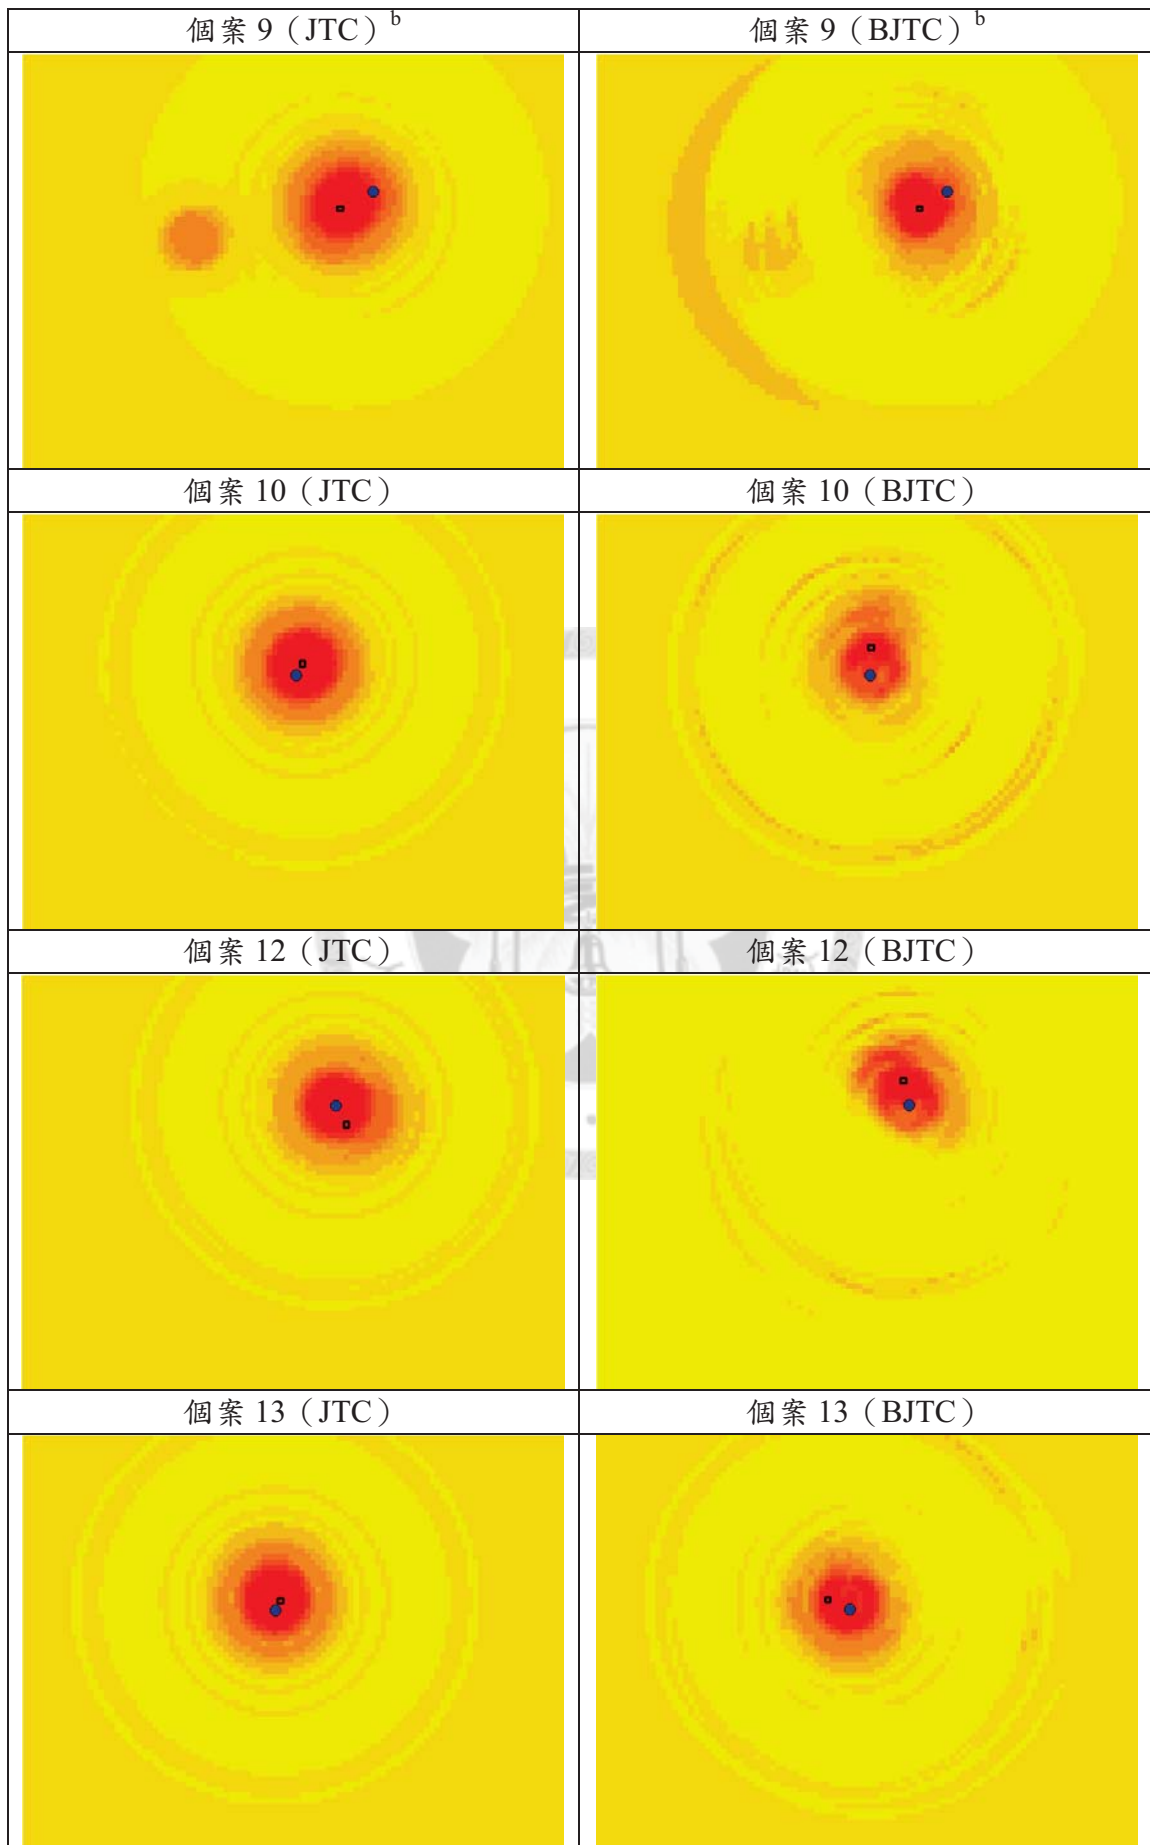 個案 9（JTC）b
個案 9（BJTC）b
個案 10（JTC）
個案 10（BJTC）
個案 12（JTC）
個案 12（BJTC）
個案 13（JTC）
個案 13（BJTC）